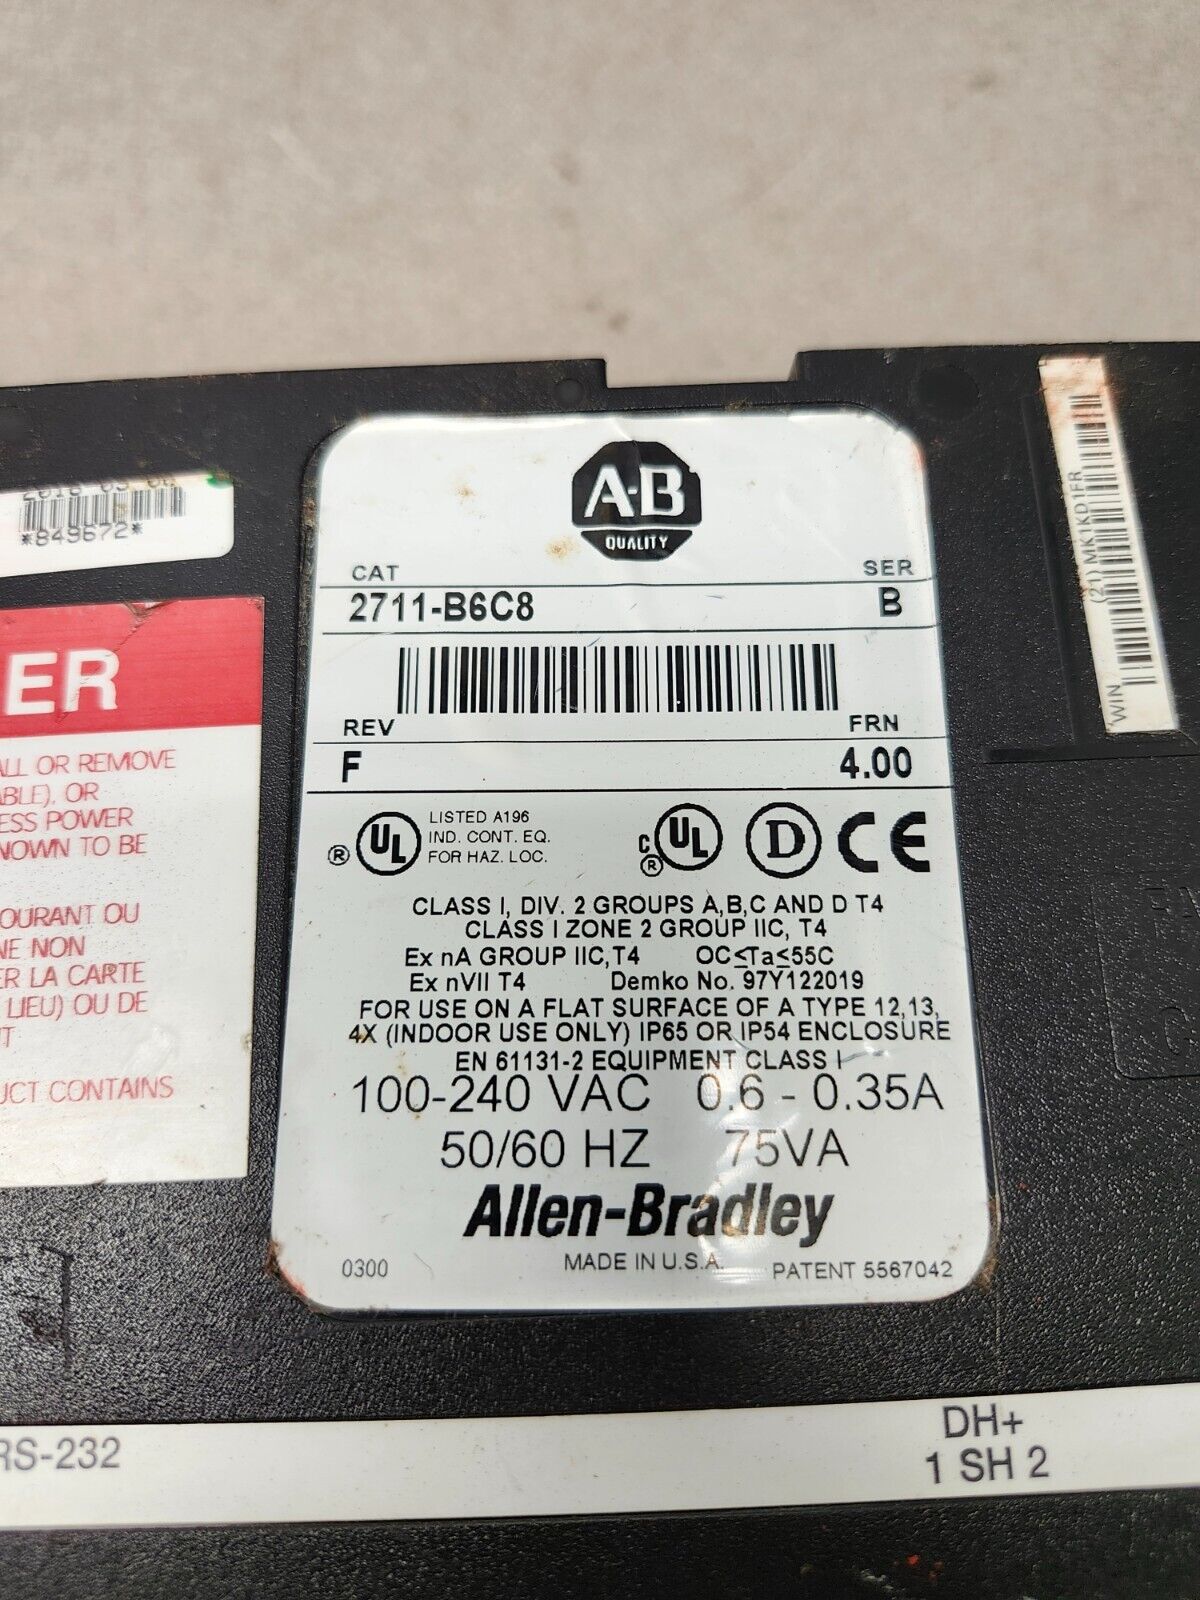 A-B
QUALITY
CAT SER
2711-B6C8 B
REV FRN
F 4.00
LISTED A196
IND. CONT. EQ.
FOR HAZ. LOC.
® UL
C UL ® D CE
CLASS I, DIV. 2 GROUPS A,B,C AND D T4
CLASS I ZONE 2 GROUP IIC, T4
Ex nA GROUP IIC,T4 OC≤Ta≤55C
Ex nVII T4 Demko No. 97Y122019
FOR USE ON A FLAT SURFACE OF A TYPE 12,13,
4X (INDOOR USE ONLY) IP65 OR IP54 ENCLOSURE
EN 61131-2 EQUIPMENT CLASS I
100-240 VAC 0.6 - 0.35A
50/60 HZ 75VA
Allen-Bradley
0300 MADE IN U.S.A. PATENT 5567042
*849672*
ER
ALL OR REMOVE
ABLE), OR
ESS POWER
NOWN TO BE
OURANT OU
NE NON
ER LA CARTE
LIEU) OU DE
T
UCT CONTAINS
WIN (21) MK1KD1FR
RS-232
DH+
1 SH 2